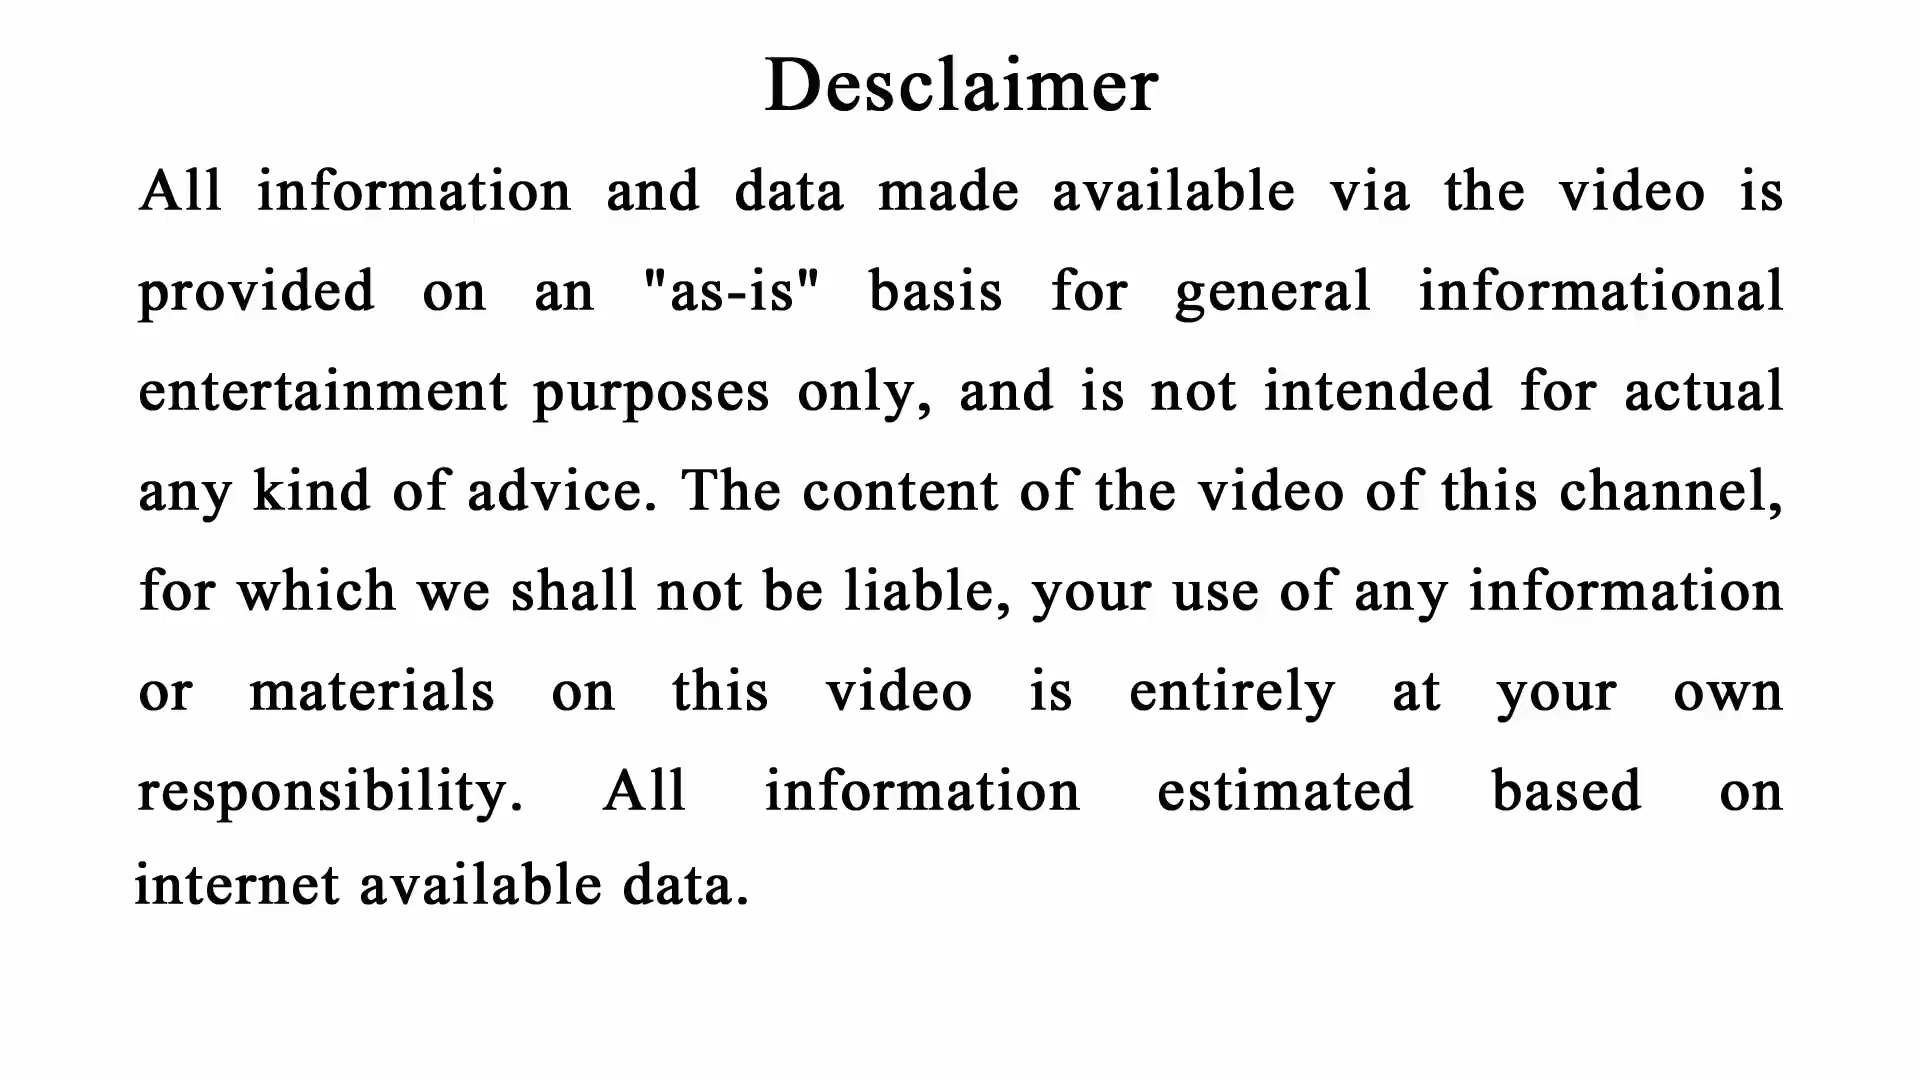 Desclaimer
All information and data made available via the video is
provided on an "as-is" basis for general informational
entertainment purposes only, and is not intended for actual
any kind of advice. The content of the video of this channel,
for which we shall not be liable, your use of any information
or materials on this video is entirely at your own
responsibility. All information estimated based on
internet available data.